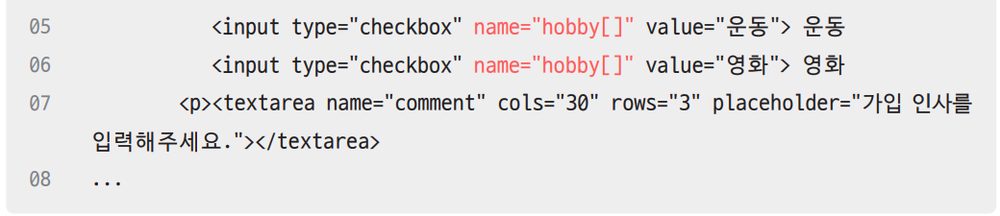 05 <input type="checkbox" name="hobby[]" value="운동"> 운동
06 <input type="checkbox" name="hobby[]" value="영화"> 영화
07 <p><textarea name="comment" cols="30" rows="3" placeholder="가입 인사를
입력해주세요."></textarea>
08 ...